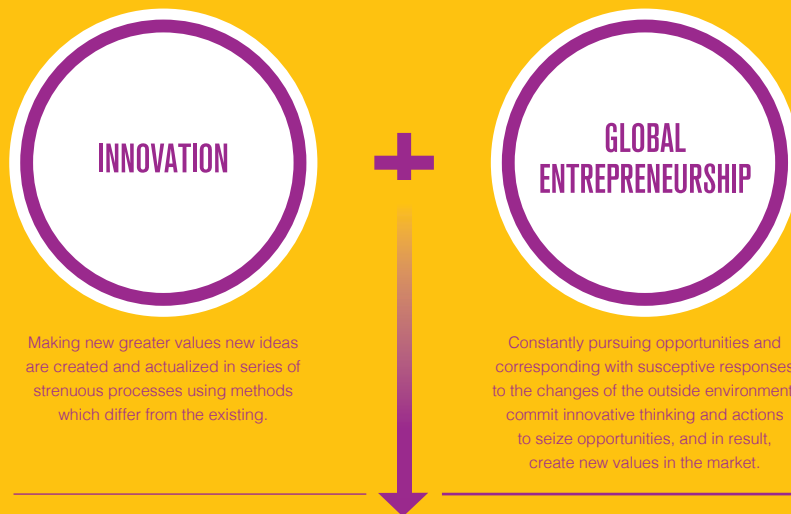 INNOVATION
Making new greater values new ideas
are created and actualized in series of
strenuous processes using methods
which differ from the existing.
+
GLOBAL
ENTREPRENEURSHIP
Constantly pursuing opportunities and
corresponding with susceptive responses
to the changes of the outside environment
commit innovative thinking and actions
to seize opportunities, and in result,
create new values in the market.